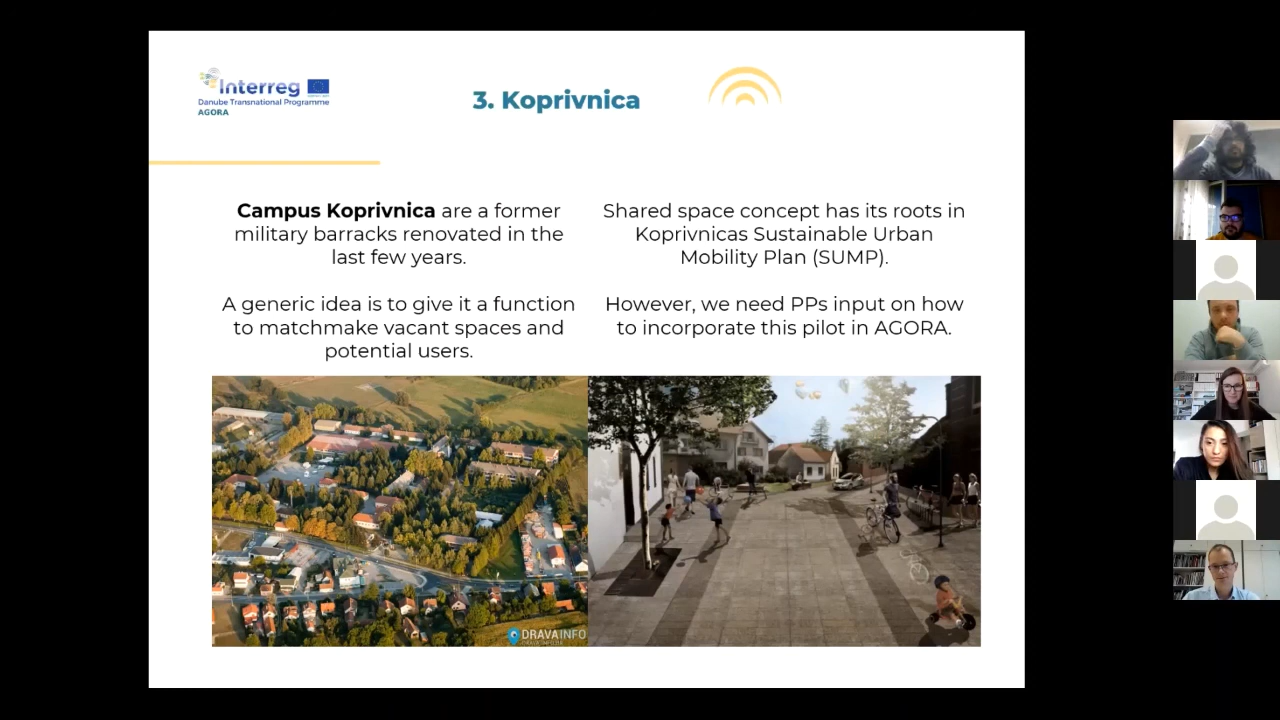 Interreg
Danube Transnational Programme
AGORA
3. Koprivnica
Campus Koprivnica are a former
military barracks renovated in the
last few years.
A generic idea is to give it a function
to matchmake vacant spaces and
potential users.
Shared space concept has its roots in
Koprivnicas Sustainable Urban
Mobility Plan (SUMP).
However, we need PPs input on how
to incorporate this pilot in AGORA.
DRAVAINFO